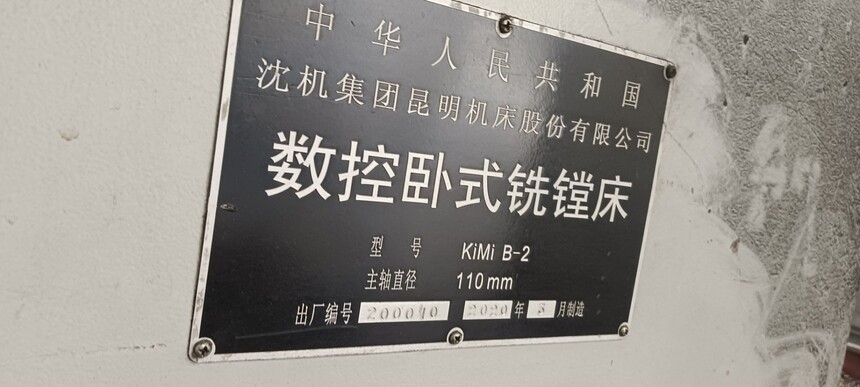 中华人民共和国
沈机集团昆明机床股份有限公司
数控卧式铣镗床
型号 KiMi B-2
主轴直径 110mm
出厂编号 200010 2020年5月制造